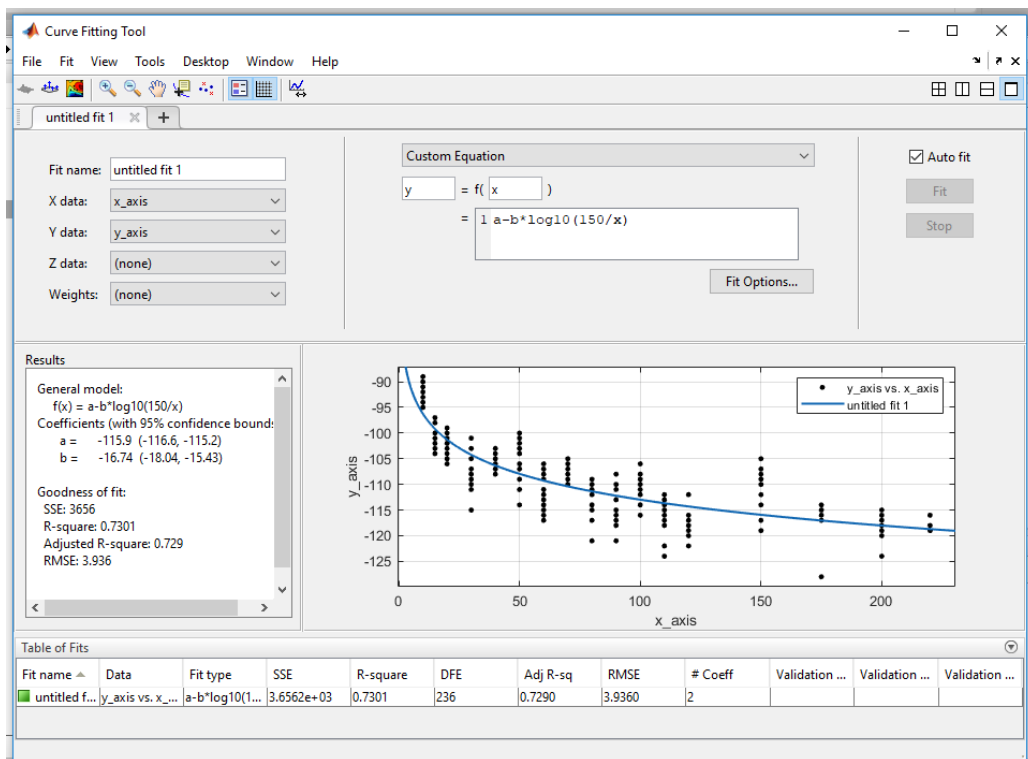 Curve Fitting Tool
File Fit View Tools Desktop Window Help
untitled fit 1
Fit name: untitled fit 1
X data: x_axis
Y data: y_axis
Z data: (none)
Weights: (none)
Custom Equation
y = f( x )
= 1 a-b*log10(150/x)
Fit Options...
Auto fit
Fit
Stop
Results
General model:
f(x) = a-b*log10(150/x)
Coefficients (with 95% confidence bounds
a = -115.9 (-116.6, -115.2)
b = -16.74 (-18.04, -15.43)
Goodness of fit:
SSE: 3656
R-square: 0.7301
Adjusted R-square: 0.729
RMSE: 3.936
y_axis
-90
-95
-100
-105
-110
-115
-120
-125
0 50 100 150 200
x_axis
y_axis vs. x_axis
untitled fit 1
Table of Fits
Fit name Data Fit type SSE R-square DFE Adj R-sq RMSE # Coeff Validation ... Validation ... Validation ...
untitled f... y_axis vs. x_... a-b*log10(1... 3.6562e+03 0.7301 236 0.7290 3.9360 2